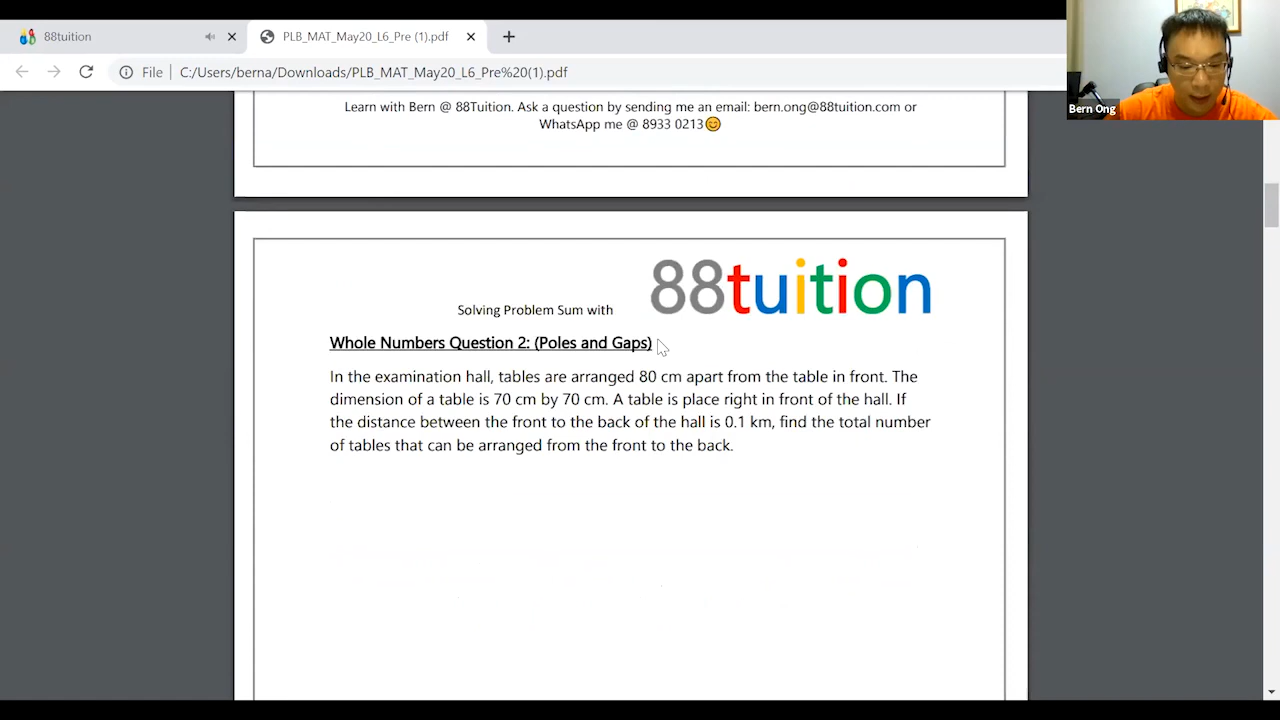 88tuition
PLB_MAT_May20_L6_Pre (1).pdf
File
C:/Users/berna/Downloads/PLB_MAT_May20_L6_Pre%20(1).pdf
Bern Ong
Learn with Bern @ 88Tuition. Ask a question by sending me an email: bern.ong@88tuition.com or
WhatsApp me @ 8933 0213😊
88tuition
Solving Problem Sum with
Whole Numbers Question 2: (Poles and Gaps)
In the examination hall, tables are arranged 80 cm apart from the table in front. The
dimension of a table is 70 cm by 70 cm. A table is place right in front of the hall. If
the distance between the front to the back of the hall is 0.1 km, find the total number
of tables that can be arranged from the front to the back.